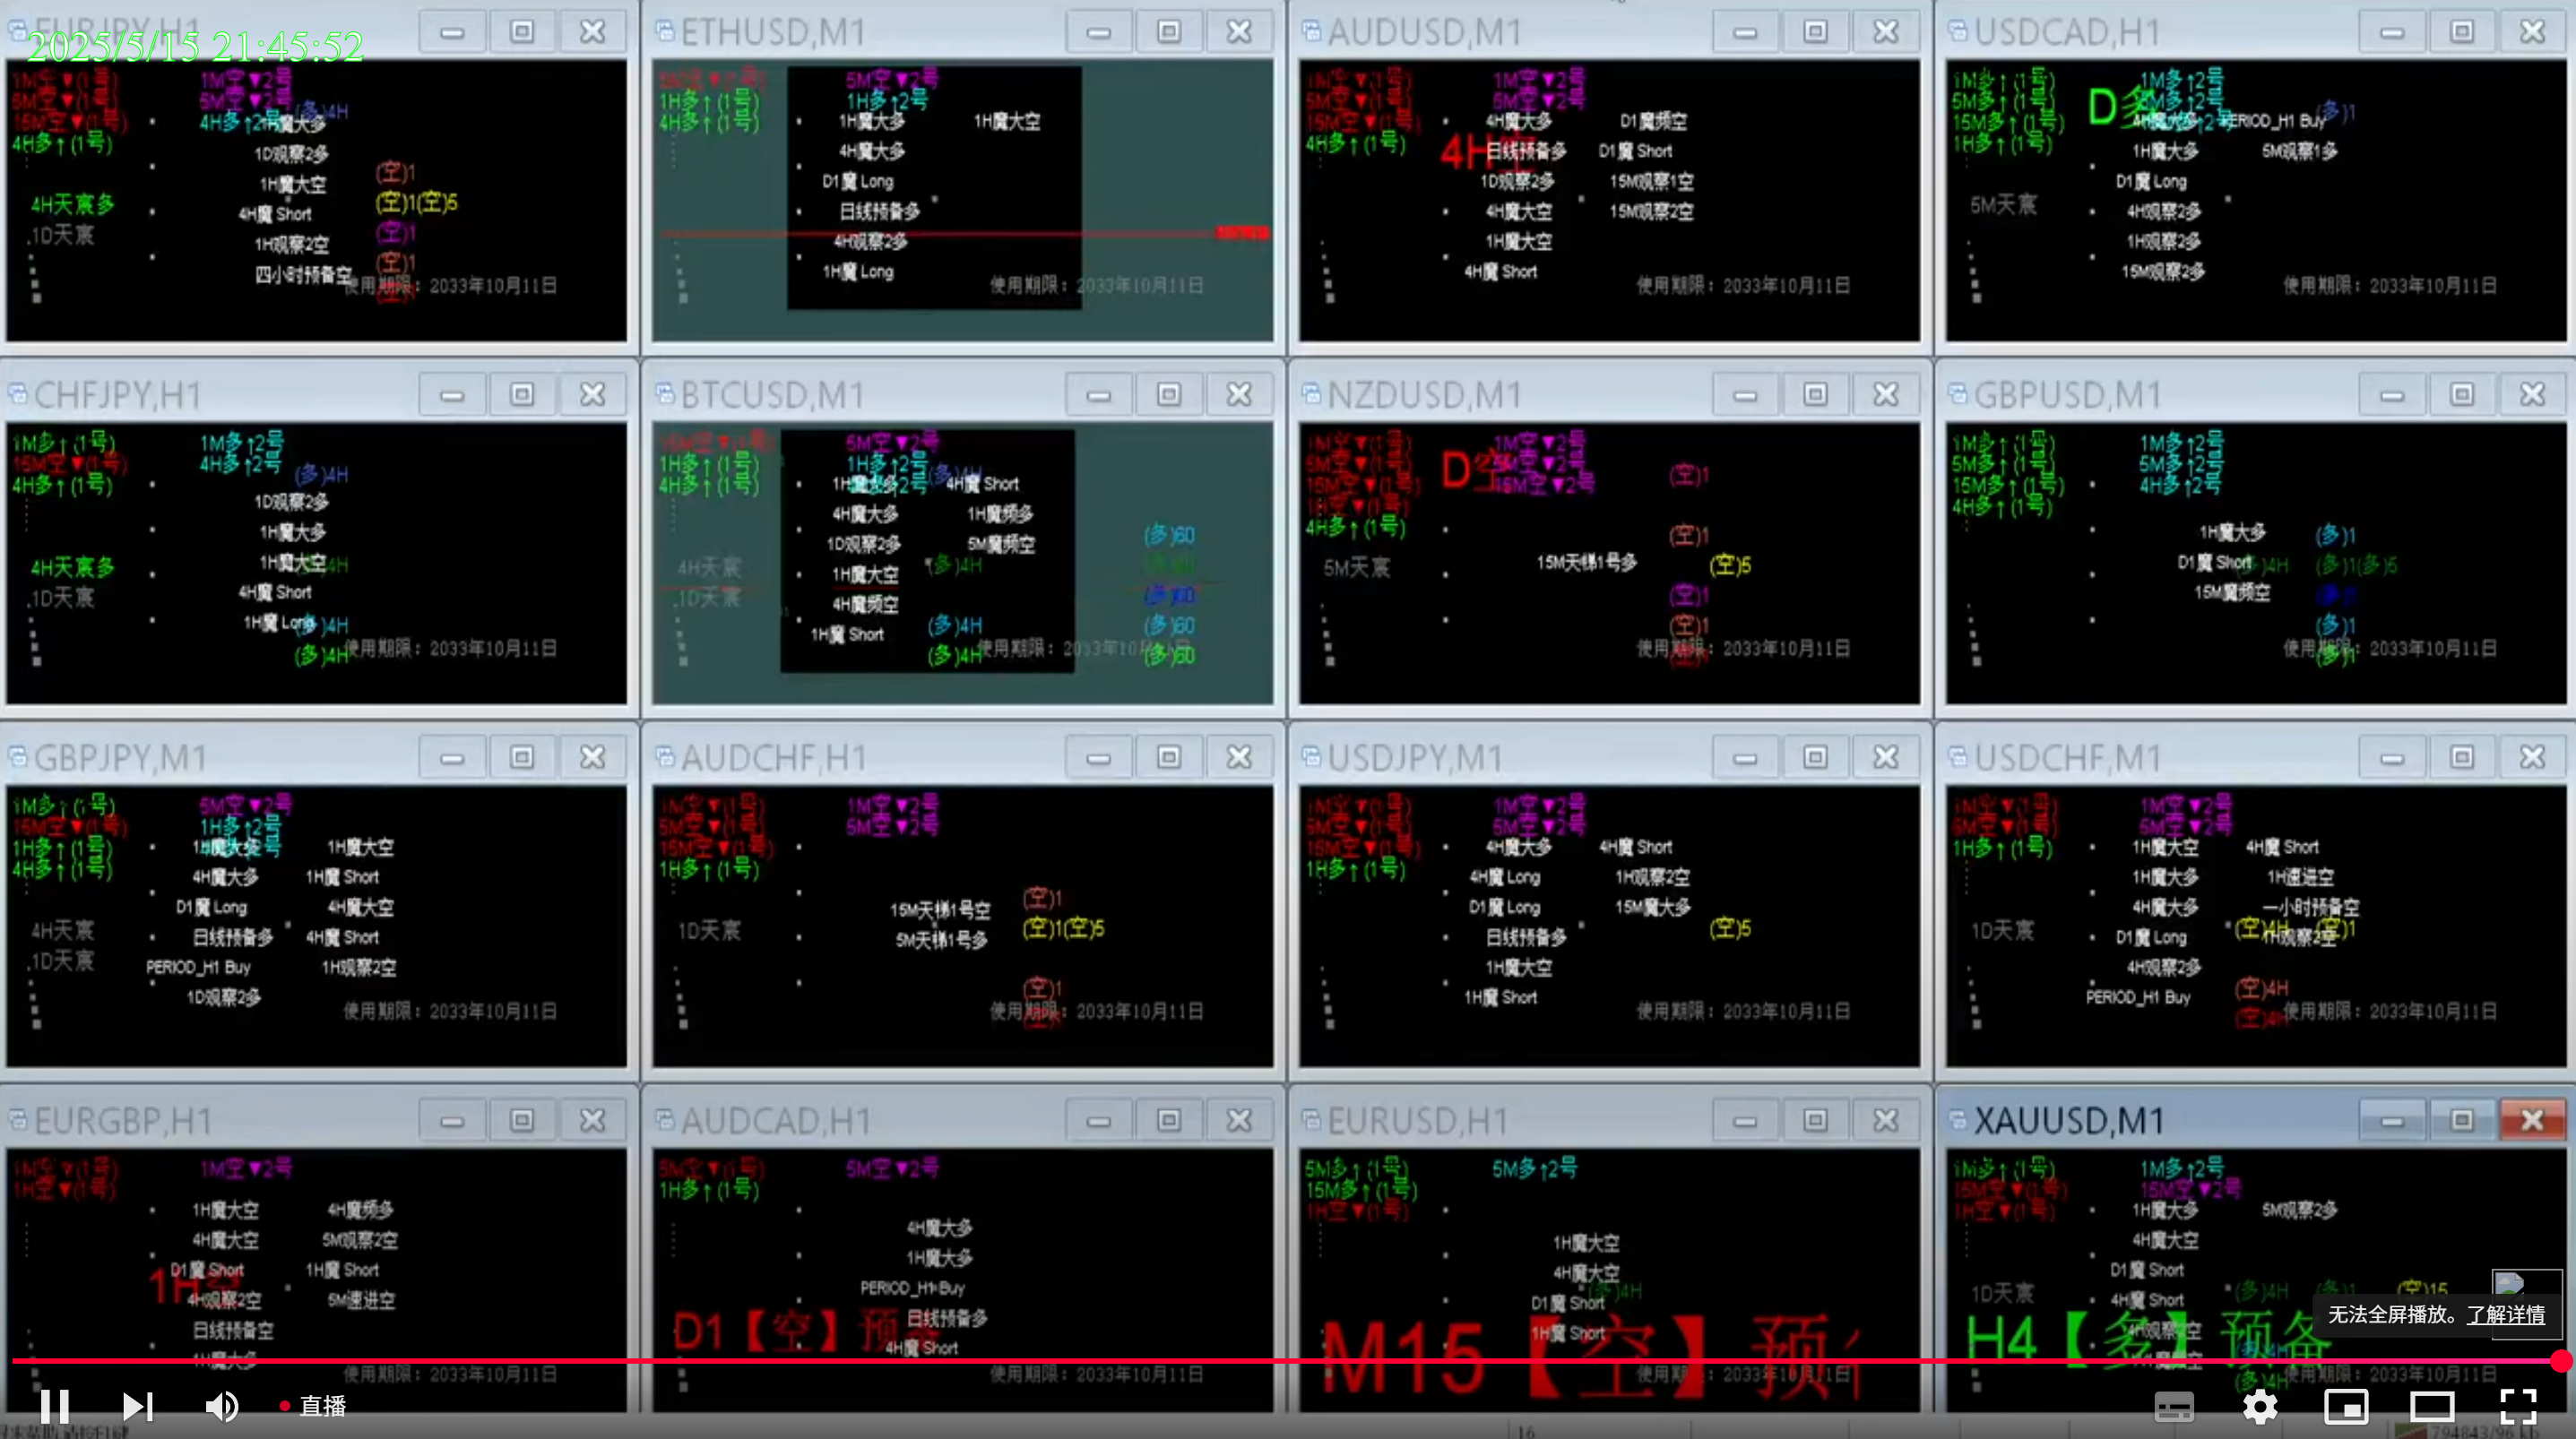 EURJPY,H1
2025/5/15 21:45:52
1M空▼(1号)
5M空▼(1号)
15M空▼(1号)
4H多↑(1号)
1M空▼2号
5M空▼2号
4H多↑2号
(多)4H
1H魔大多
1D观察2多
1H魔大空
4H魔 Short
1H观察2空
四小时预备空
(空)1
(空)1(空)5
(空)1
(空)1
4H天宸多
1D天宸
使用期限：2033年10月11日
ETHUSD,M1
1H多↑(1号)
4H多↑(1号)
5M空▼2号
1H多↑2号
1H魔大多
1H魔大空
4H魔大多
D1魔 Long
日线预备多
4H观察2多
1H魔 Long
使用期限：2033年10月11日
AUDUSD,M1
1M空▼(1号)
5M空▼(1号)
15M空▼(1号)
4H多↑(1号)
1M空▼2号
5M空▼2号
4H空
4H魔大多
D1魔频空
日线预备多
D1魔 Short
1D观察2多
15M观察1空
4H魔大空
15M观察2空
1H魔大空
4H魔 Short
使用期限：2033年10月11日
USDCAD,H1
1M多↑(1号)
5M多↑(1号)
15M多↑(1号)
1H多↑(1号)
1M多↑2号
5M多↑2号
D多
4H魔大多
PERIOD_H1 Buy
(多)1
1H魔大多
5M观察1多
D1魔 Long
4H观察2多
1H观察2多
15M观察2多
5M天宸
使用期限：2033年10月11日
CHFJPY,H1
1M多↑(1号)
15M空▼(1号)
4H多↑(1号)
1M多↑2号
4H多↑2号
(多)4H
1D观察2多
1H魔大多
1H魔大空
4H魔 Short
1H魔 Long
(多)4H
(多)4H
4H天宸多
1D天宸
使用期限：2033年10月11日
BTCUSD,M1
15M空▼(1号)
1H多↑(1号)
4H多↑(1号)
5M空▼2号
1H多↑2号
(多)4H
1H魔大多
4H魔 Short
4H魔大多
1H魔频多
1D观察2多
5M魔频空
1H魔大空
(多)4H
4H魔频空
1H魔 Short
(多)4H
(多)4H
(多)60
(多)60
(多)60
(多)60
(多)60
4H天宸
1D天宸
使用期限：2033年10月11日
NZDUSD,M1
1M空▼(1号)
5M空▼(1号)
15M空▼(1号)
1H空▼(1号)
4H多↑(1号)
1M空▼2号
5M空▼2号
15M空▼2号
D空
(空)1
(空)1
15M天梯1号多
(空)5
(空)1
(空)1
5M天宸
使用期限：2033年10月11日
GBPUSD,M1
1M多↑(1号)
5M多↑(1号)
15M多↑(1号)
4H多↑(1号)
1M多↑2号
5M多↑2号
4H多↑2号
1H魔大多
(多)1
D1魔 Short
(多)4H
(多)1(多)5
15M魔频空
(多)1
(多)1
(多)1
使用期限：2033年10月11日
GBPJPY,M1
1M多↑(1号)
15M空▼(1号)
1H多↑(1号)
4H多↑(1号)
5M空▼2号
1H多↑2号
1H魔大多
1H魔大空
4H魔大多
1H魔 Short
D1魔 Long
4H魔大空
日线预备多
4H魔 Short
PERIOD_H1 Buy
1H观察2空
1D观察2多
4H天宸
1D天宸
使用期限：2033年10月11日
AUDCHF,H1
1M空▼(1号)
5M空▼(1号)
15M空▼(1号)
1H多↑(1号)
1M空▼2号
5M空▼2号
15M天梯1号空
5M天梯1号多
(空)1
(空)1(空)5
(空)1
1D天宸
使用期限：2033年10月11日
USDJPY,M1
1M空▼(1号)
5M空▼(1号)
15M空▼(1号)
1H多↑(1号)
1M空▼2号
5M空▼2号
4H魔大多
4H魔 Short
4H魔 Long
1H观察2空
D1魔 Long
15M魔大多
日线预备多
(空)5
1H魔大空
1H魔 Short
使用期限：2033年10月11日
USDCHF,M1
1M空▼(1号)
5M空▼(1号)
1H多↑(1号)
1M空▼2号
5M空▼2号
1H魔大空
4H魔 Short
1H魔大多
1H速进空
4H魔大多
一小时预备空
D1魔 Long
(空)4H
1H观察2空
(空)1
4H观察2多
PERIOD_H1 Buy
(空)4H
(空)4H
1D天宸
使用期限：2033年10月11日
EURGBP,H1
1M空▼(1号)
1H空▼(1号)
1M空▼2号
1H魔大空
4H魔频多
4H魔大空
5M观察2空
D1魔 Short
1H魔 Short
1H空
4H观察2空
5M速进空
日线预备空
1H魔大多
使用期限：2033年10月11日
AUDCAD,H1
5M空▼(1号)
1H多↑(1号)
5M空▼2号
4H魔大多
1H魔大多
PERIOD_H1 Buy
日线预备多
4H魔 Short
D1【空】预备
使用期限：2033年10月11日
EURUSD,H1
5M多↑(1号)
15M多↑(1号)
1H空▼(1号)
5M多↑2号
1H魔大空
4H魔大空
(多)4H
D1魔 Short
1H魔 Short
M15【空】预
使用期限：2033年10月11日
XAUUSD,M1
1M多↑(1号)
15M空▼(1号)
1H空▼(1号)
1M多↑2号
15M空▼2号
1H魔大多
5M观察2多
4H魔大空
D1魔 Short
4H魔 Short
(多)4H
(多)1
(空)15
4H观察2空
1D天宸
H4【多】预备
(多)4H
使用期限：2033年10月11日
无法全屏播放。了解详情
直播
16
794843/96 kb